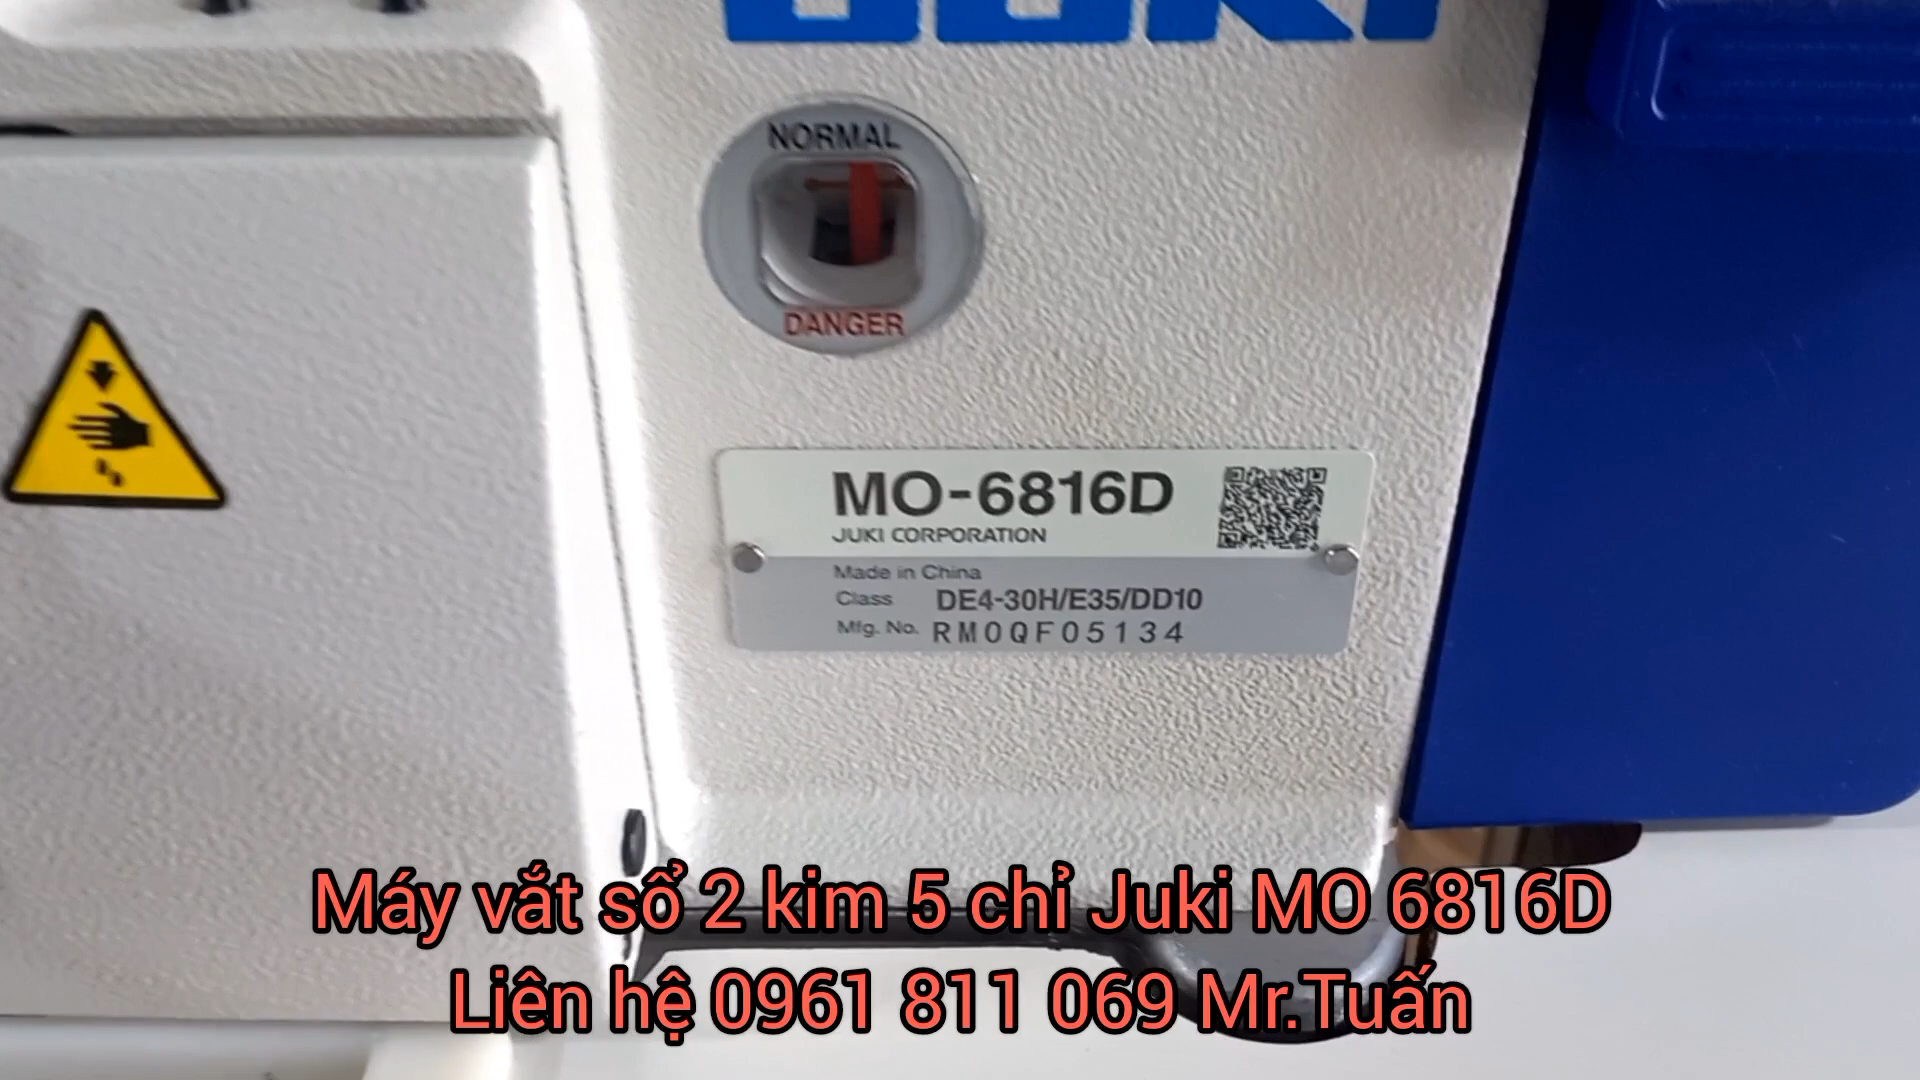 JUKI
NORMAL
DANGER
MO-6816D
JUKI CORPORATION
Made in China
Class DE4-30H/E35/DD10
Mfg. No. RM0QF05134
Máy vắt sổ 2 kim 5 chỉ Juki MO 6816D
Liên hệ 0961 811 069 Mr.Tuấn